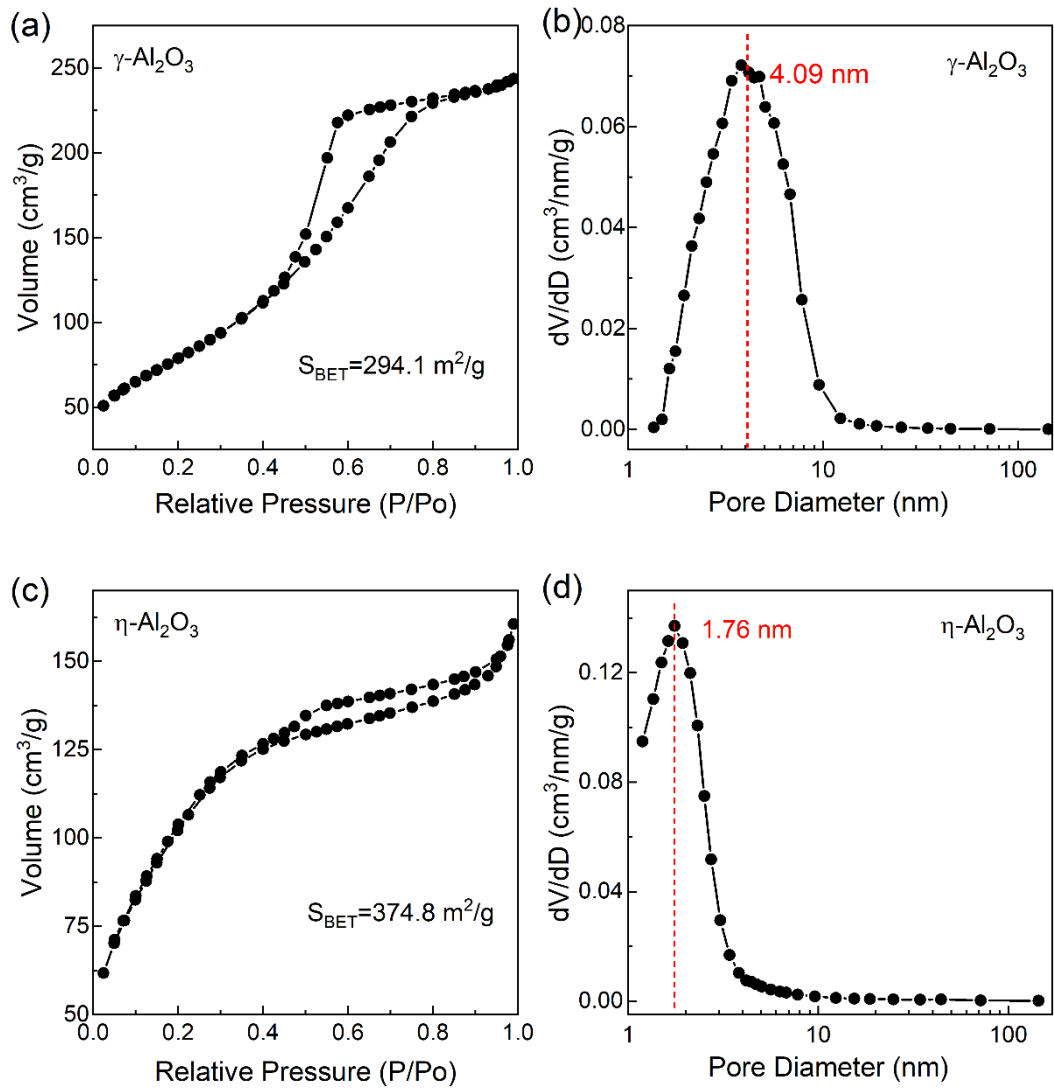 (a)
γ-Al₂O₃
250
200
150
100
50
Volume (cm³/g)
S_BET=294.1 m²/g
0.0 0.2 0.4 0.6 0.8 1.0
Relative Pressure (P/Po)
(b)
γ-Al₂O₃
4.09 nm
0.08
0.06
0.04
0.02
0.00
dV/dD (cm³/nm/g)
1 10 100
Pore Diameter (nm)
(c)
η-Al₂O₃
150
125
100
75
50
Volume (cm³/g)
S_BET=374.8 m²/g
0.0 0.2 0.4 0.6 0.8 1.0
Relative Pressure (P/Po)
(d)
η-Al₂O₃
1.76 nm
0.12
0.08
0.04
0.00
dV/dD (cm³/nm/g)
1 10 100
Pore Diameter (nm)